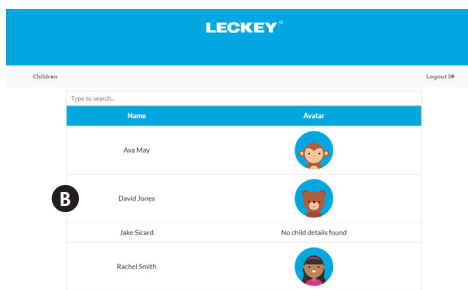 LECKEY
Children Logout
Type to search...
Name Avatar
Ava May
B David Jones
Jake Sicard No child details found
Rachel Smith